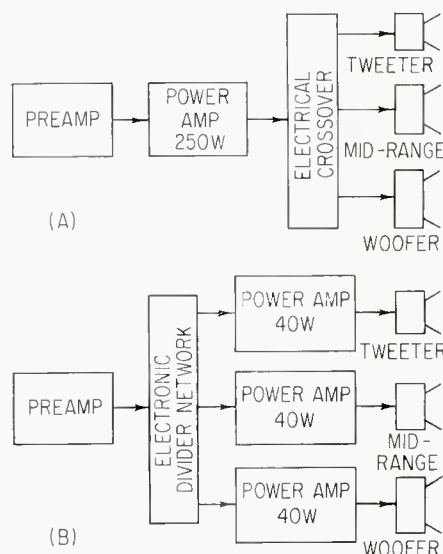 PREAMP
POWER
AMP
250W
ELECTRICAL
CROSSOVER
TWEETER
MID-RANGE
WOOFER
(A)
PREAMP
ELECTRONIC
DIVIDER NETWORK
POWER AMP
40W
TWEETER
POWER AMP
40W
MID-
RANGE
POWER AMP
40W
WOOFER
(B)